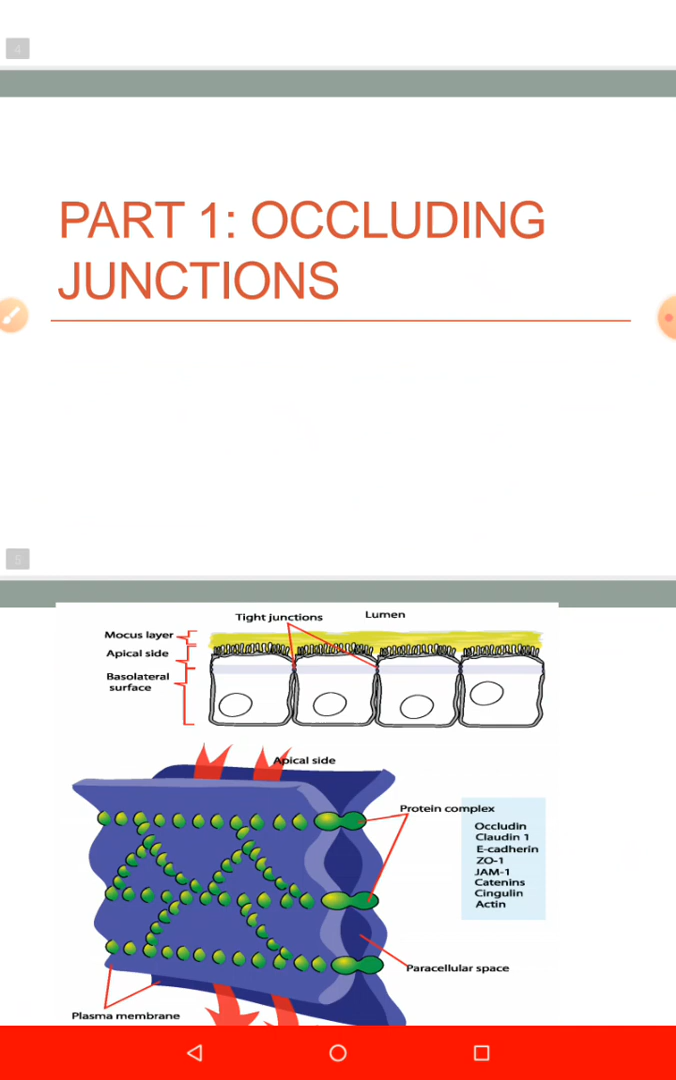 4
PART 1: OCCLUDING
JUNCTIONS
5
Tight junctions
Lumen
Mocus layer
Apical side
Basolateral
surface
Apical side
Protein complex
Occludin
Claudin 1
E-cadherin
ZO-1
JAM-1
Catenins
Cingulin
Actin
Paracellular space
Plasma membrane